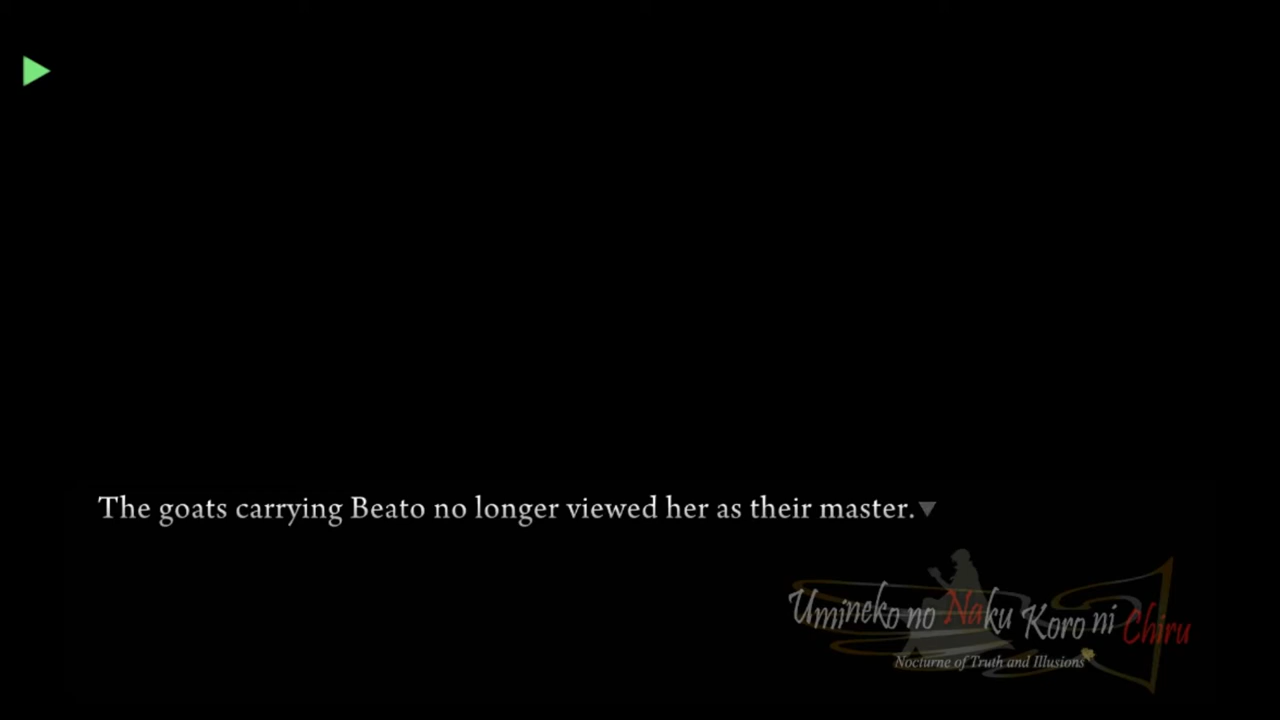 The goats carrying Beato no longer viewed her as their master.
Umineko no Naku Koro ni Chiru
Nocturne of Truth and Illusions